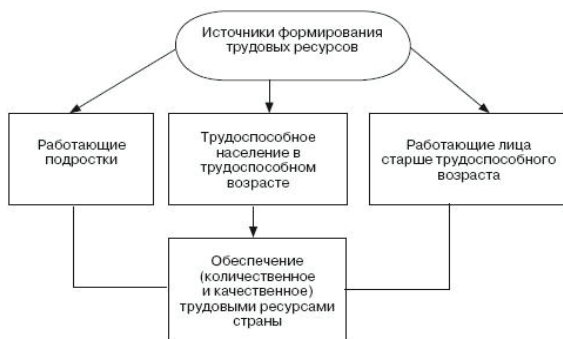 Источники формирования
трудовых ресурсов
Работающие
подростки
Трудоспособное
население в
трудоспособном
возрасте
Работающие лица
старше трудоспособного
возраста
Обеспечение
(количественное
и качественное)
трудовыми ресурсами
страны